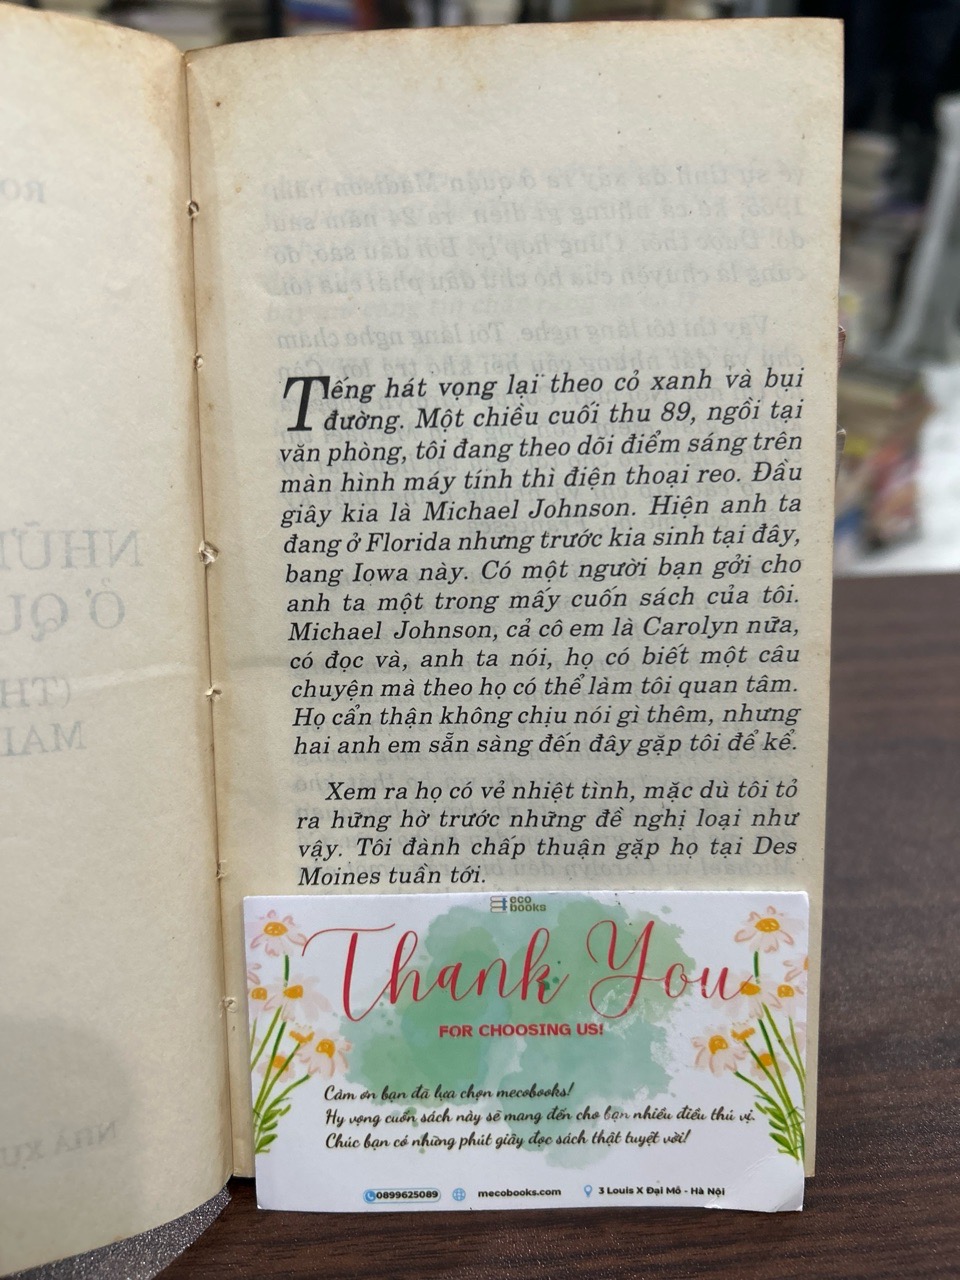 Tiếng hát vọng lại theo cỏ xanh và bụi
đường. Một chiều cuối thu 89, ngồi tại
văn phòng, tôi đang theo dõi điểm sáng trên
màn hình máy tính thì điện thoại reo. Đầu
giây kia là Michael Johnson. Hiện anh ta
đang ở Florida nhưng trước kia sinh tại đây,
bang Iowa này. Có một người bạn gởi cho
anh ta một trong mấy cuốn sách của tôi.
Michael Johnson, cả cô em là Carolyn nữa,
có đọc và, anh ta nói, họ có biết một câu
chuyện mà theo họ có thể làm tôi quan tâm.
Họ cẩn thận không chịu nói gì thêm, nhưng
hai anh em sẵn sàng đến đây gặp tôi để kể.
Xem ra họ có vẻ nhiệt tình, mặc dù tôi tỏ
ra hững hờ trước những đề nghị loại như
vậy. Tôi đành chấp thuận gặp họ tại Des
Moines tuần tới.
eco
books
Thank You
FOR CHOOSING US!
Cảm ơn bạn đã lựa chọn mecobooks!
Hy vọng cuốn sách này sẽ mang đến cho bạn nhiều điều thú vị.
Chúc bạn có những phút giây đọc sách thật tuyệt vời!
0899625089 mecobooks.com 3 Louis X Đại Mỗ - Hà Nội